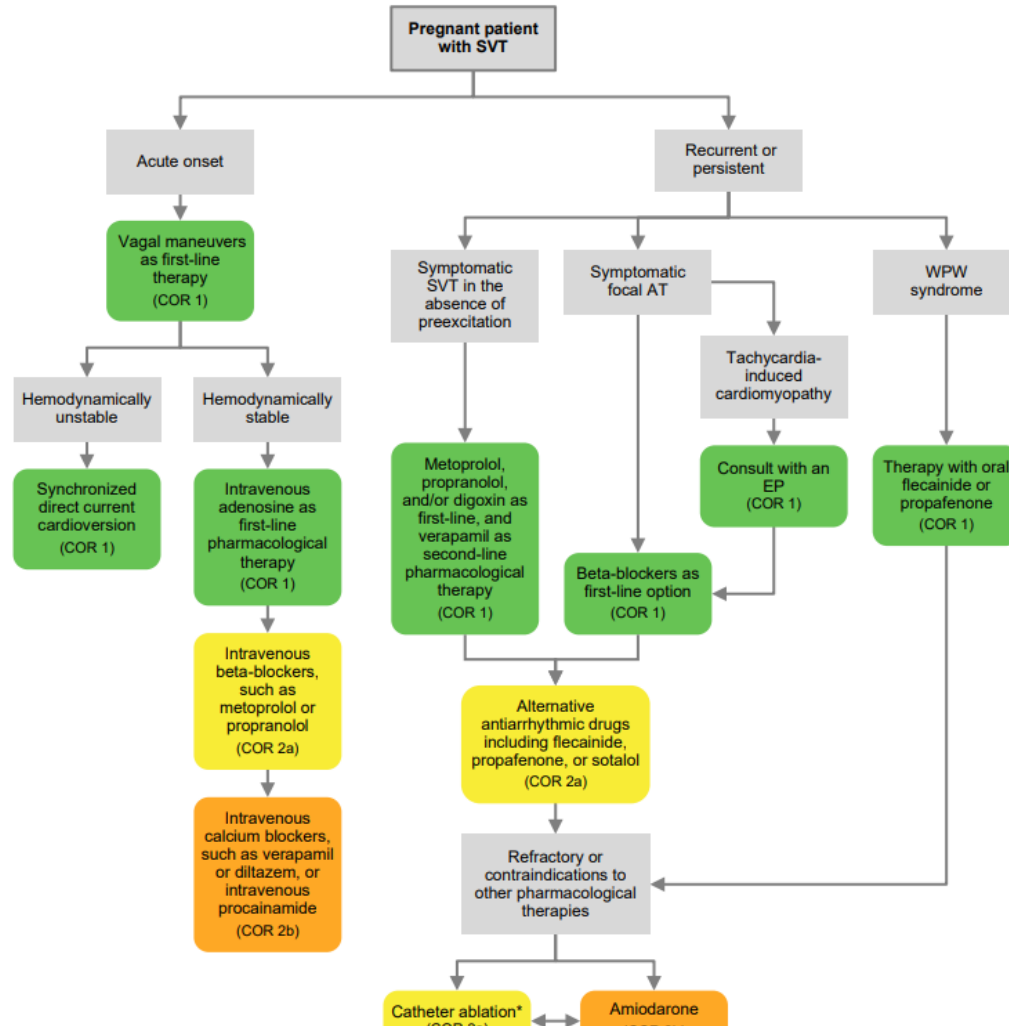 Pregnant patient
with SVT
Acute onset
Recurrent or
persistent
Vagal maneuvers
as first-line
therapy
(COR 1)
Symptomatic
SVT in the
absence of
preexcitation
Symptomatic
focal AT
WPW
syndrome
Tachycardia-
induced
cardiomyopathy
Hemodynamically
unstable
Hemodynamically
stable
Synchronized
direct current
cardioversion
(COR 1)
Intravenous
adenosine as
first-line
pharmacological
therapy
(COR 1)
Metoprolol,
propranolol,
and/or digoxin as
first-line, and
verapamil as
second-line
pharmacological
therapy
(COR 1)
Consult with an
EP
(COR 1)
Therapy with oral
flecainide or
propafenone
(COR 1)
Beta-blockers as
first-line option
(COR 1)
Intravenous
beta-blockers,
such as
metoprolol or
propranolol
(COR 2a)
Alternative
antiarrhythmic drugs
including flecainide,
propafenone, or sotalol
(COR 2a)
Intravenous
calcium blockers,
such as verapamil
or diltazem, or
intravenous
procainamide
(COR 2b)
Refractory or
contraindications to
other pharmacological
therapies
Catheter ablation*
Amiodarone